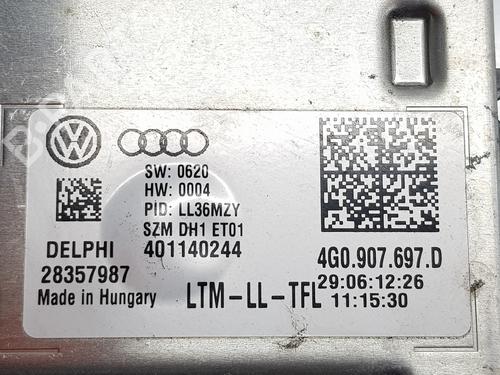 SW: 0620
HW: 0004
PID: LL36MZY
SZM DH1 ET01
DELPHI 401140244
4G0.907.697.D
28357987
29:06:12:26
Made in Hungary
LTM-LL-TFL
11:15:30